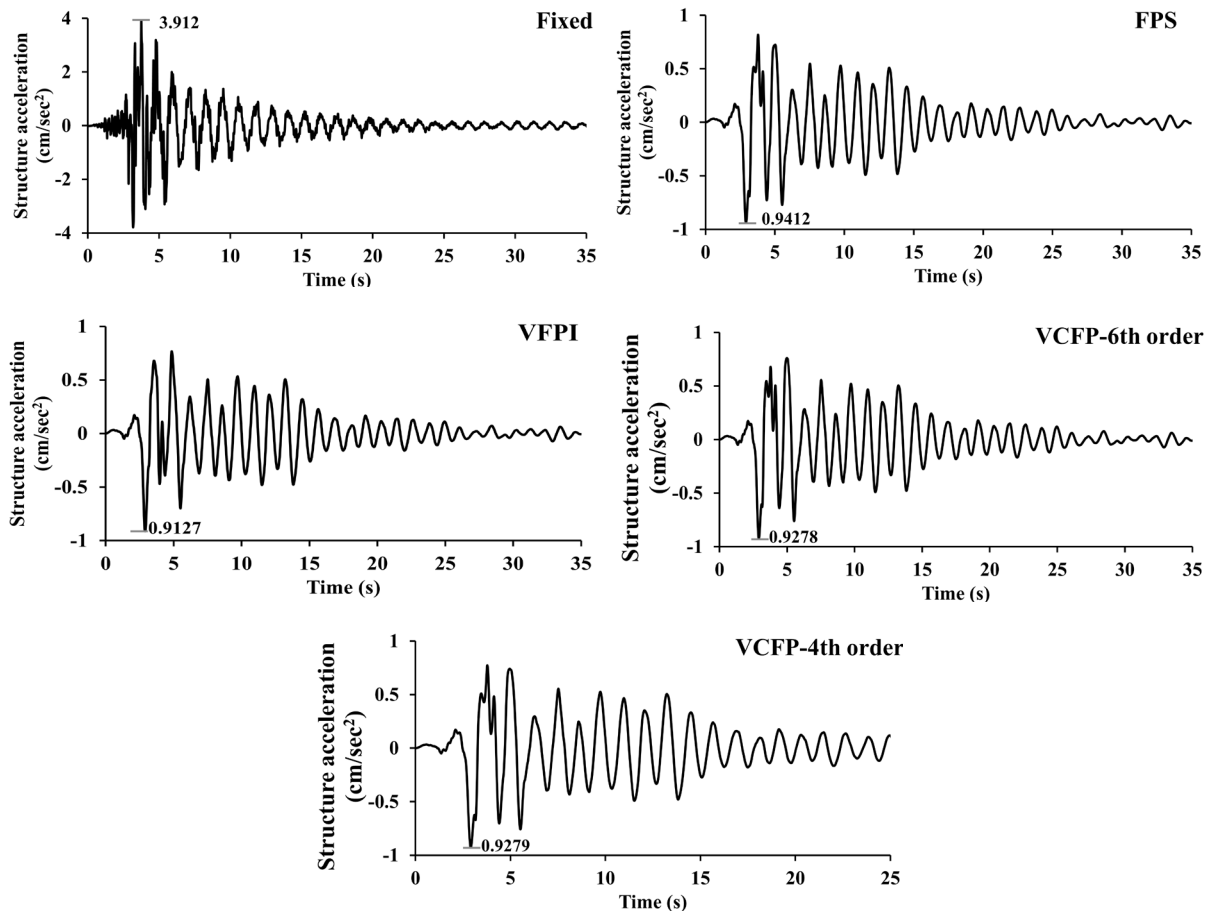 Fixed
Structure acceleration
(cm/sec²)
4
2
0
-2
-4
3.912
0 5 10 15 20 25 30 35
Time (s)
FPS
Structure acceleration
(cm/sec²)
1
0.5
0
-0.5
-1
0.9412
0 5 10 15 20 25 30 35
Time (s)
VFPI
Structure acceleration
(cm/sec²)
1
0.5
0
-0.5
-1
0.9127
0 5 10 15 20 25 30 35
Time (s)
VCFP-6th order
Structure acceleration
(cm/sec²)
1
0.5
0
-0.5
-1
0.9278
0 5 10 15 20 25 30 35
Time (s)
VCFP-4th order
Structure acceleration
(cm/sec²)
1
0.5
0
-0.5
-1
0.9279
0 5 10 15 20 25
Time (s)